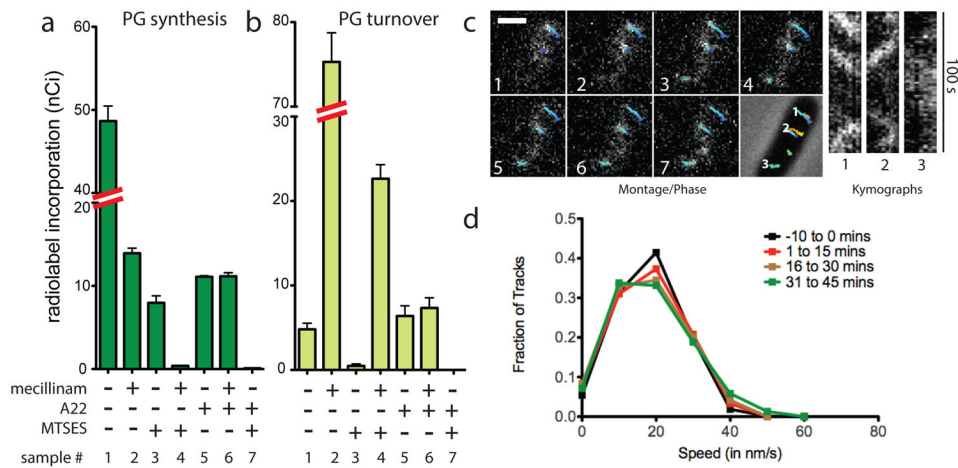 a PG synthesis
b PG turnover
radiolabel incorporation (nCi)
60
50
40
20
10
0
80
70
30
20
10
0
mecillinam - + - + - + - - + - + - + -
A22 - - - - + + + - - - - + + +
MTSES - - + + - - + - - + + - - +
sample # 1 2 3 4 5 6 7 1 2 3 4 5 6 7
c
1 2 3 4
5 6 7
1
2
3
Montage/Phase
100s
1 2 3
Kymographs
d
Fraction of Tracks
0.5
0.4
0.3
0.2
0.1
0.0
-10 to 0 mins
1 to 15 mins
16 to 30 mins
31 to 45 mins
0 20 40 60 80
Speed (in nm/s)